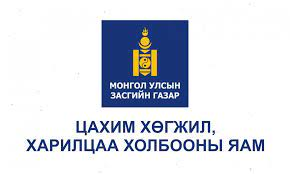 МОНГОЛ УЛСЫН
ЗАСГИЙН ГАЗАР
ЦАХИМ ХӨГЖИЛ,
ХАРИЛЦАА ХОЛБООНЫ ЯАМ